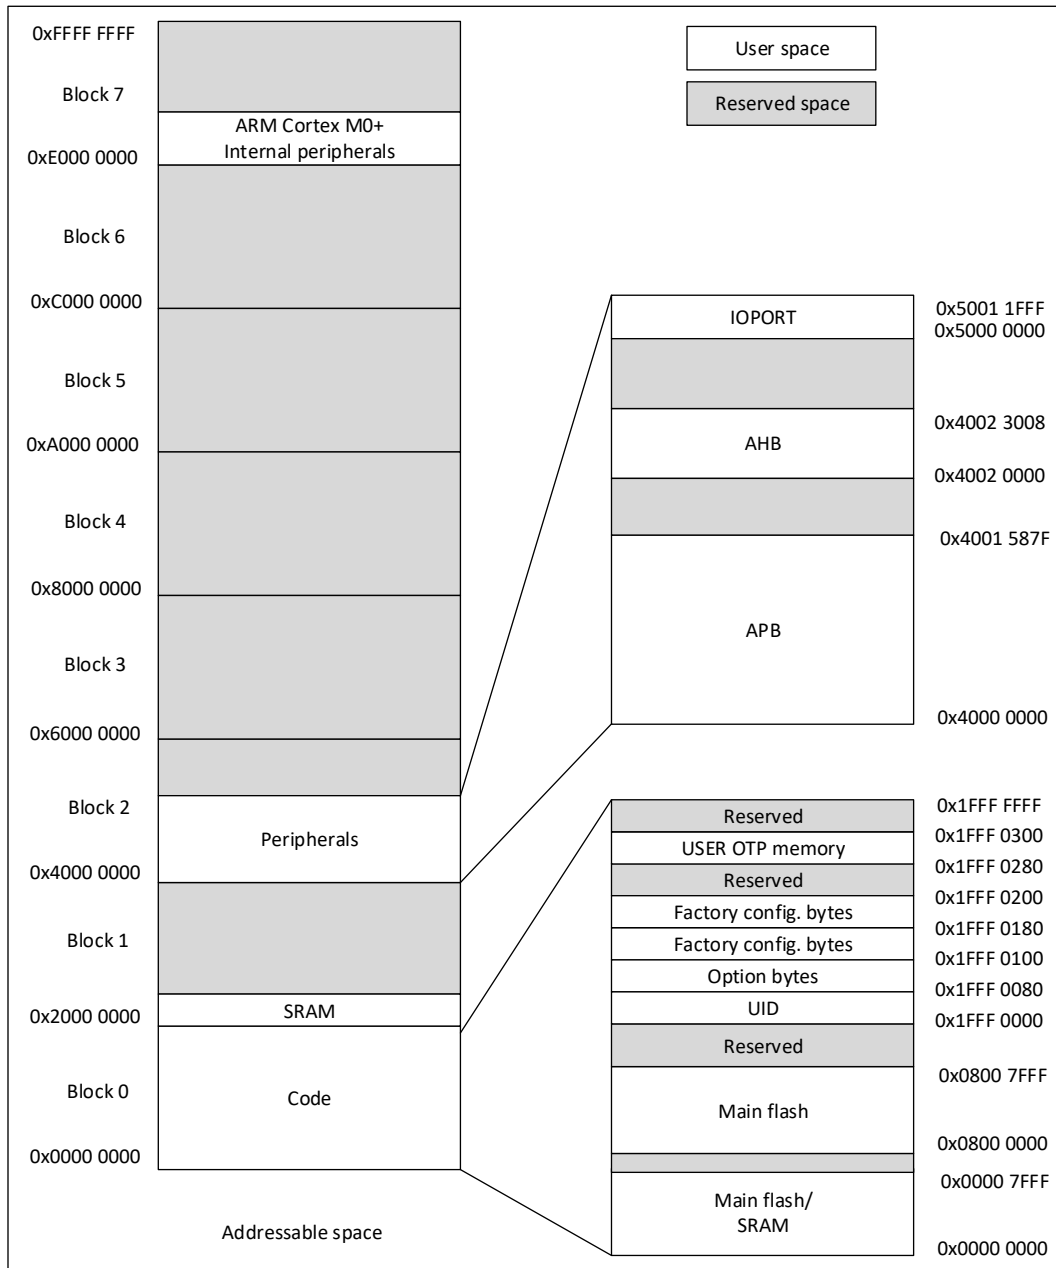 0xFFFF FFFF
Block 7
ARM Cortex M0+
Internal peripherals
0xE000 0000
Block 6
0xC000 0000
Block 5
0xA000 0000
Block 4
0x8000 0000
Block 3
0x6000 0000
Block 2
Peripherals
0x4000 0000
Block 1
0x2000 0000
SRAM
Block 0
Code
0x0000 0000
Addressable space
User space
Reserved space
IOPORT
0x5001 1FFF
0x5000 0000
AHB
0x4002 3008
0x4002 0000
0x4001 587F
APB
0x4000 0000
Reserved
0x1FFF FFFF
0x1FFF 0300
USER OTP memory
0x1FFF 0280
Reserved
0x1FFF 0200
Factory config. bytes
0x1FFF 0180
Factory config. bytes
0x1FFF 0100
Option bytes
0x1FFF 0080
UID
0x1FFF 0000
Reserved
0x0800 7FFF
Main flash
0x0800 0000
0x0000 7FFF
Main flash/
SRAM
0x0000 0000